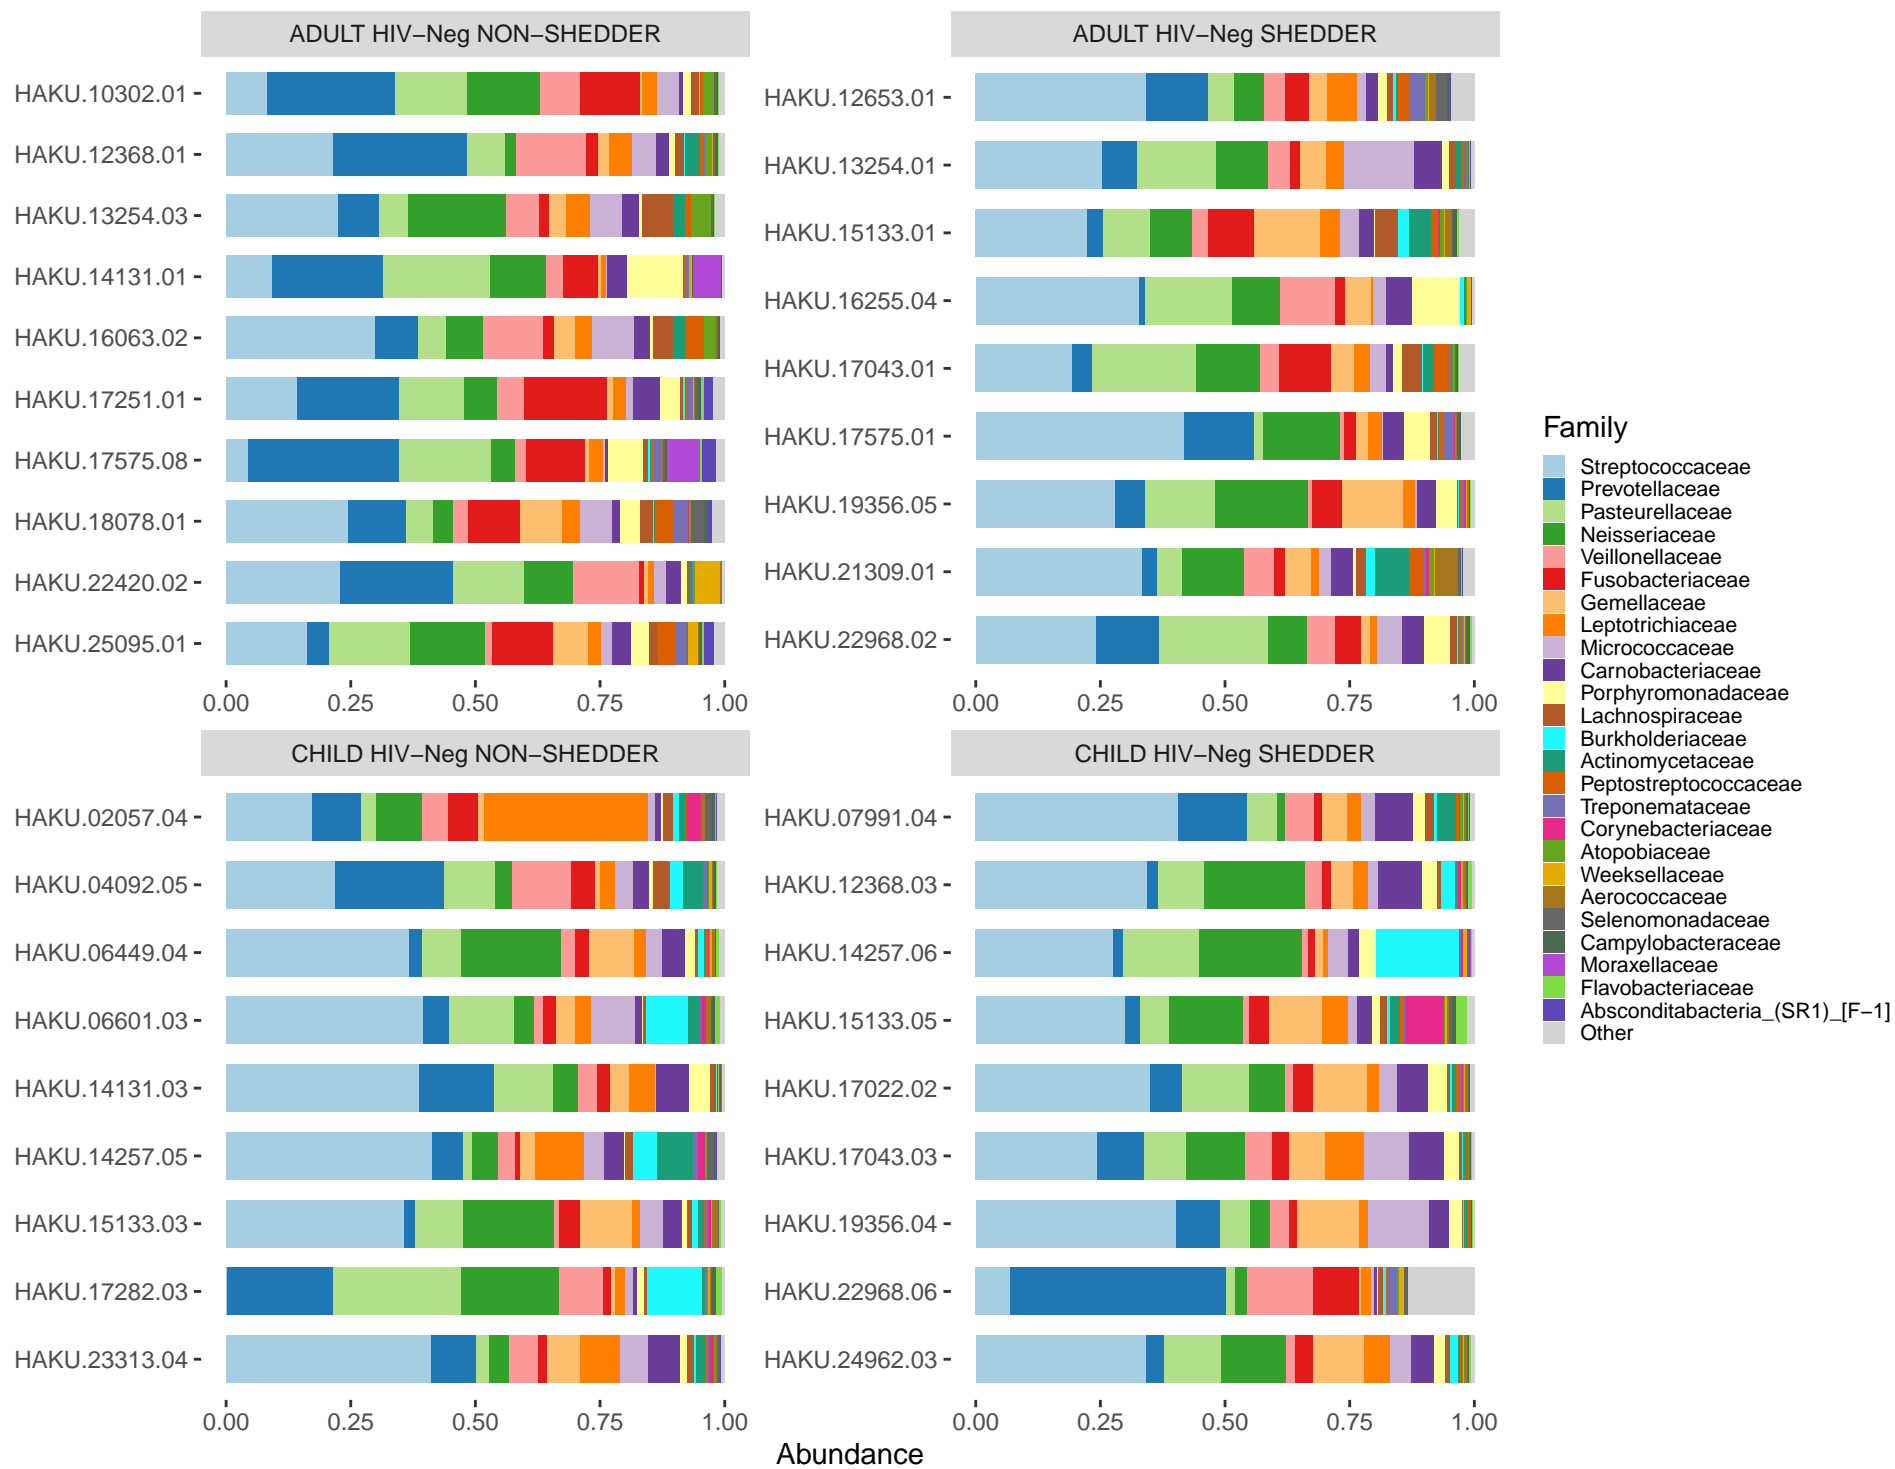 ADULT HIV−Neg NON−SHEDDER
HAKU.10302.01
HAKU.12368.01
HAKU.13254.03
HAKU.14131.01
HAKU.16063.02
HAKU.17251.01
HAKU.17575.08
HAKU.18078.01
HAKU.22420.02
HAKU.25095.01
0.00 0.25 0.50 0.75 1.00
ADULT HIV−Neg SHEDDER
HAKU.12653.01
HAKU.13254.01
HAKU.15133.01
HAKU.16255.04
HAKU.17043.01
HAKU.17575.01
HAKU.19356.05
HAKU.21309.01
HAKU.22968.02
0.00 0.25 0.50 0.75 1.00
CHILD HIV−Neg NON−SHEDDER
HAKU.02057.04
HAKU.04092.05
HAKU.06449.04
HAKU.06601.03
HAKU.14131.03
HAKU.14257.05
HAKU.15133.03
HAKU.17282.03
HAKU.23313.04
0.00 0.25 0.50 0.75 1.00
CHILD HIV−Neg SHEDDER
HAKU.07991.04
HAKU.12368.03
HAKU.14257.06
HAKU.15133.05
HAKU.17022.02
HAKU.17043.03
HAKU.19356.04
HAKU.22968.06
HAKU.24962.03
0.00 0.25 0.50 0.75 1.00
Abundance
Family
Streptococcaceae
Prevotellaceae
Pasteurellaceae
Neisseriaceae
Veillonellaceae
Fusobacteriaceae
Gemellaceae
Leptotrichiaceae
Micrococcaceae
Carnobacteriaceae
Porphyromonadaceae
Lachnospiraceae
Burkholderiaceae
Actinomycetaceae
Peptostreptococcaceae
Treponemataceae
Corynebacteriaceae
Atopobiaceae
Weeksellaceae
Aerococcaceae
Selenomonadaceae
Campylobacteraceae
Moraxellaceae
Flavobacteriaceae
Absconditabacteria_(SR1)_[F−1]
Other